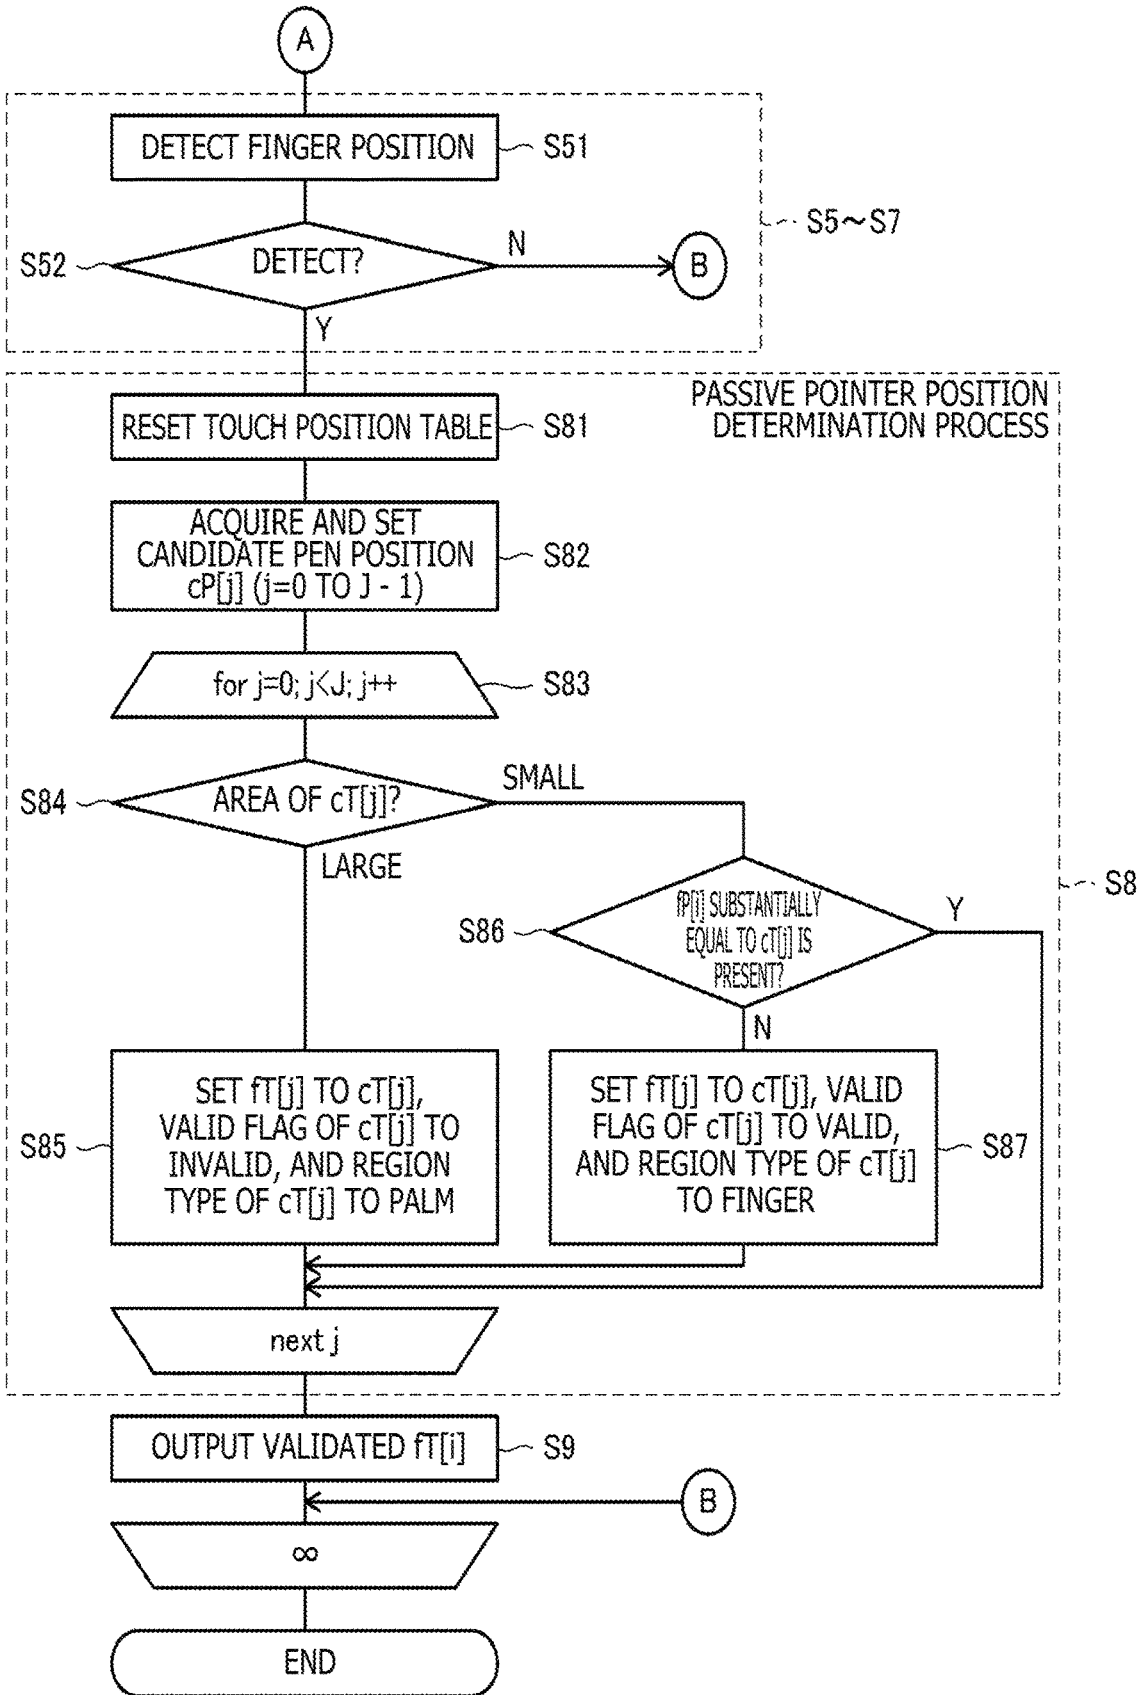 A
DETECT FINGER POSITION
S51
S5～S7
S52
DETECT?
N
B
Y
PASSIVE POINTER POSITION
DETERMINATION PROCESS
RESET TOUCH POSITION TABLE
S81
ACQUIRE AND SET
CANDIDATE PEN POSITION
cP[j] (j=0 TO J - 1)
S82
for j=0; j<J; j++
S83
S84
AREA OF cT[j]?
SMALL
LARGE
S8
S86
fP[i] SUBSTANTIALLY
EQUAL TO cT[j] IS
PRESENT?
Y
N
S85
SET fT[j] TO cT[j],
VALID FLAG OF cT[j] TO
INVALID, AND REGION
TYPE OF cT[j] TO PALM
SET fT[j] TO cT[j], VALID
FLAG OF cT[j] TO VALID,
AND REGION TYPE OF cT[j]
TO FINGER
S87
next j
OUTPUT VALIDATED fT[i]
S9
B
∞
END